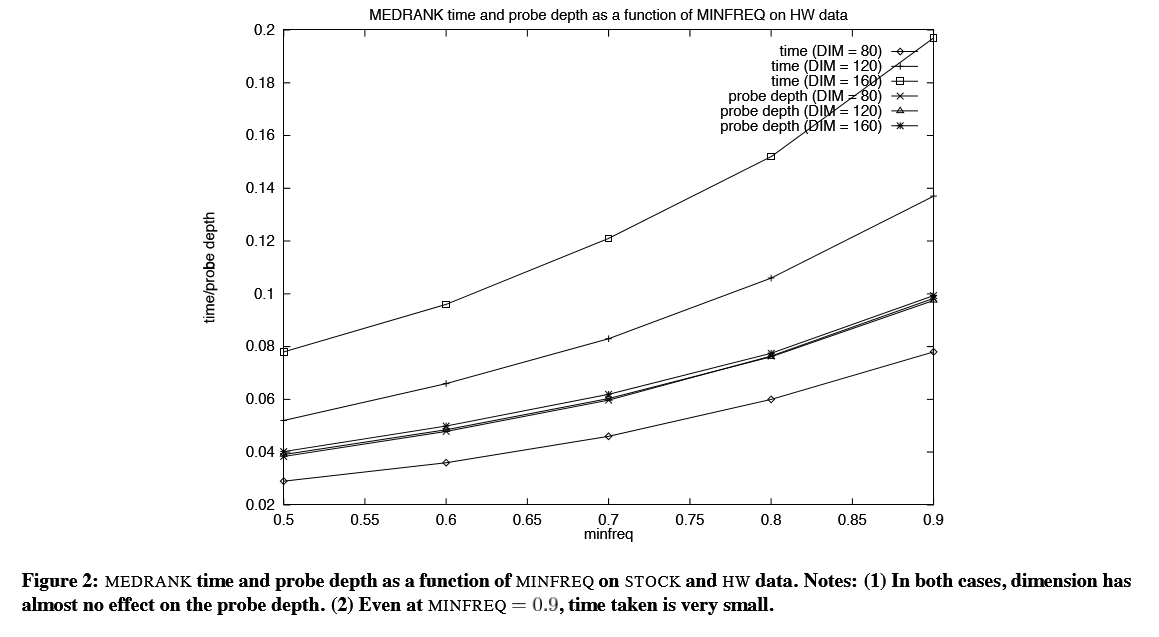 MEDRANK time and probe depth as a function of MINFREQ on HW data
0.2
0.18
0.16
0.14
0.12
0.1
0.08
0.06
0.04
0.02
time/probe depth
time (DIM = 80)
time (DIM = 120)
time (DIM = 160)
probe depth (DIM = 80)
probe depth (DIM = 120)
probe depth (DIM = 160)
0.5 0.55 0.6 0.65 0.7 0.75 0.8 0.85 0.9
minfreq
Figure 2: MEDRANK time and probe depth as a function of MINFREQ on STOCK and HW data. Notes: (1) In both cases, dimension has
almost no effect on the probe depth. (2) Even at MINFREQ = 0.9, time taken is very small.